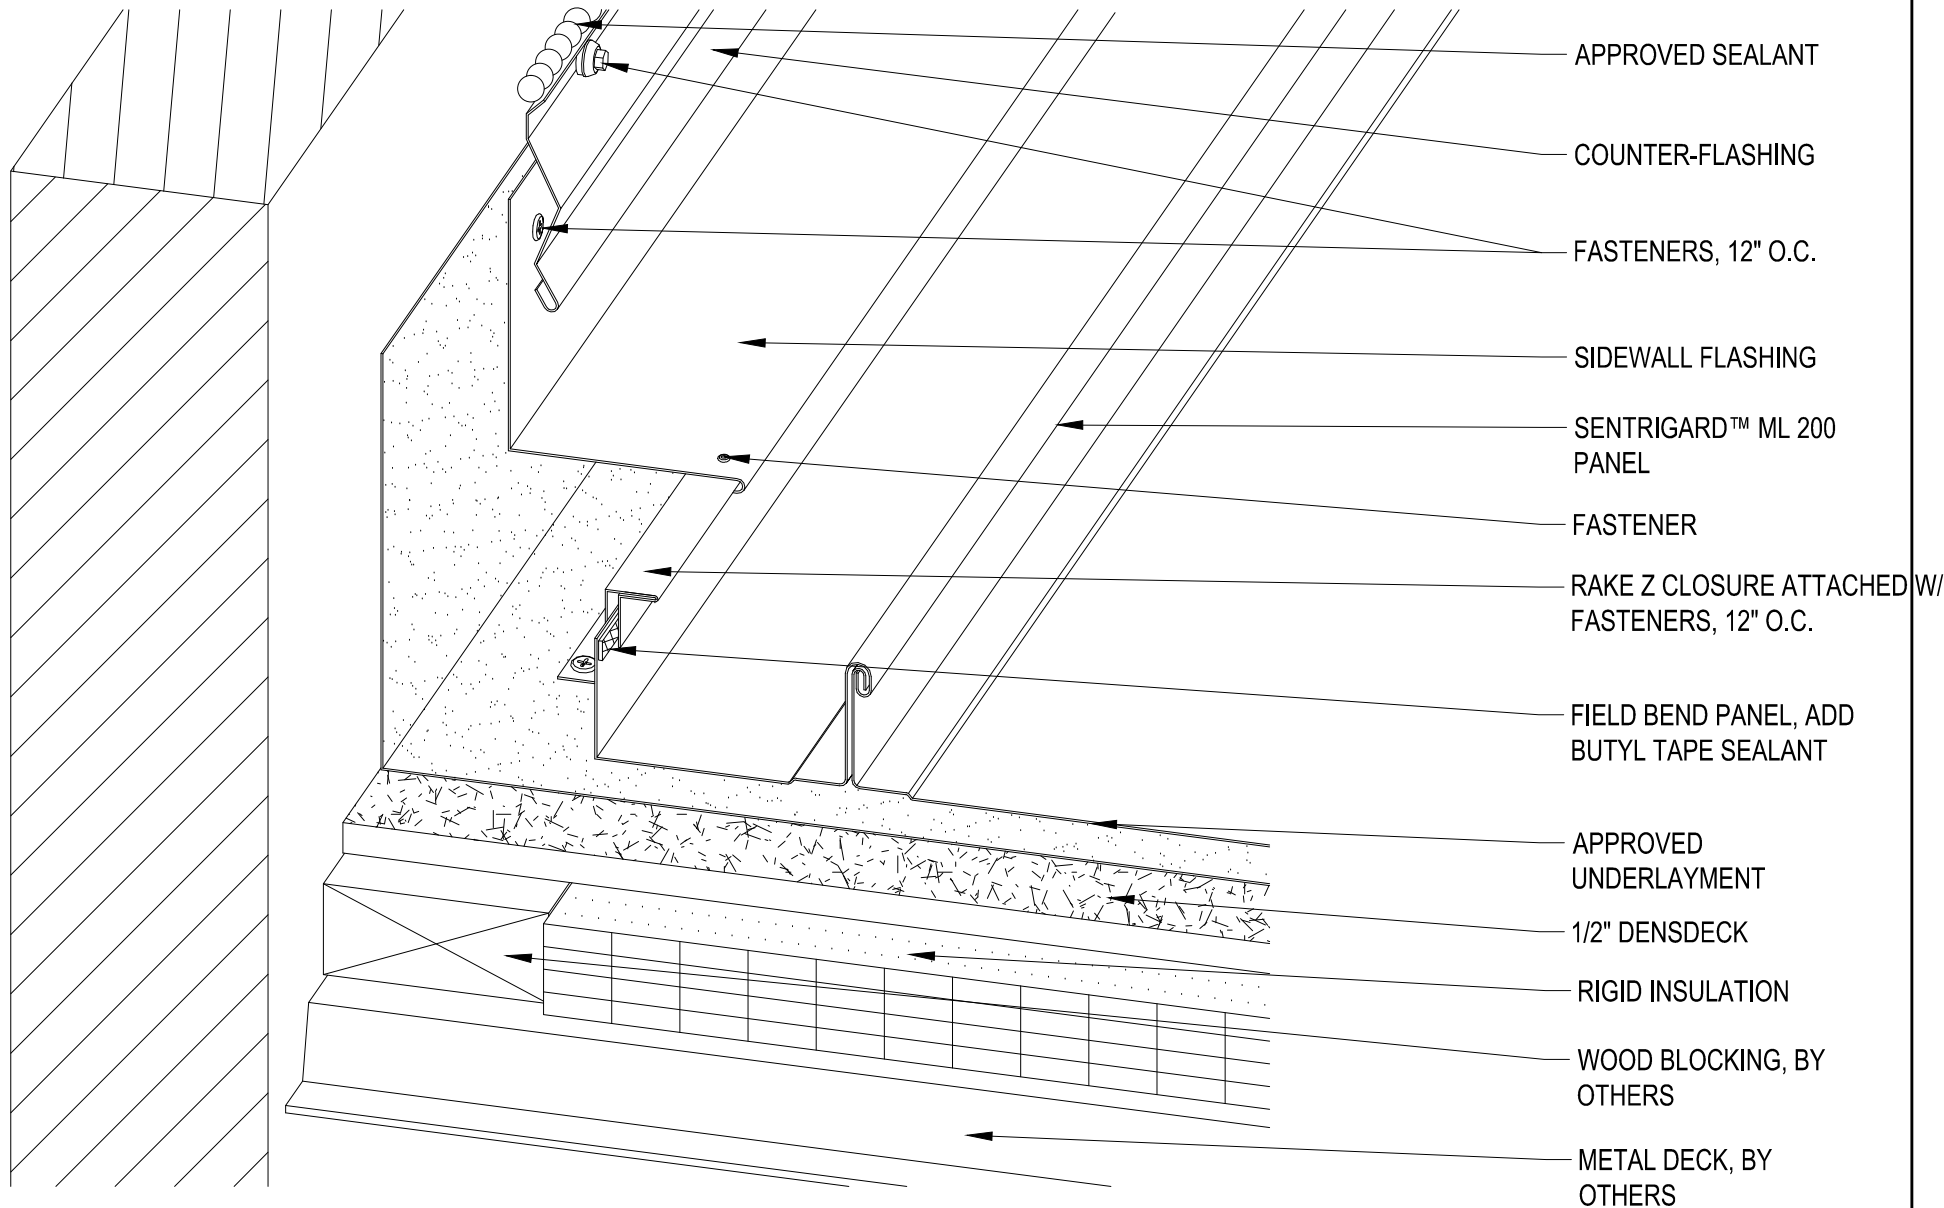 APPROVED SEALANT
COUNTER-FLASHING
FASTENERS, 12" O.C.
SIDEWALL FLASHING
SENTRIGARD™ ML 200
PANEL
FASTENER
RAKE Z CLOSURE ATTACHED W/
FASTENERS, 12" O.C.
FIELD BEND PANEL, ADD
BUTYL TAPE SEALANT
APPROVED
UNDERLAYMENT
1/2" DENSDECK
RIGID INSULATION
WOOD BLOCKING, BY
OTHERS
METAL DECK, BY
OTHERS